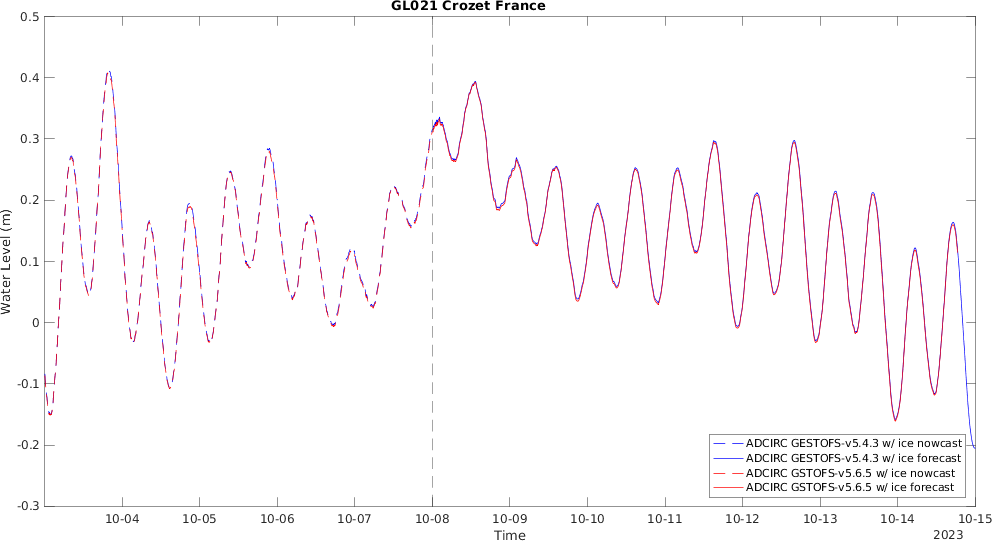 GL021 Crozet France
0.5
0.4
0.3
0.2
0.1
0
-0.1
-0.2
-0.3
Water Level (m)
ADCIRC GESTOFS-v5.4.3 w/ ice nowcast
ADCIRC GESTOFS-v5.4.3 w/ ice forecast
ADCIRC GSTOFS-v5.6.5 w/ ice nowcast
ADCIRC GSTOFS-v5.6.5 w/ ice forecast
10-04 10-05 10-06 10-07 10-08 10-09 10-10 10-11 10-12 10-13 10-14 10-15
Time
2023